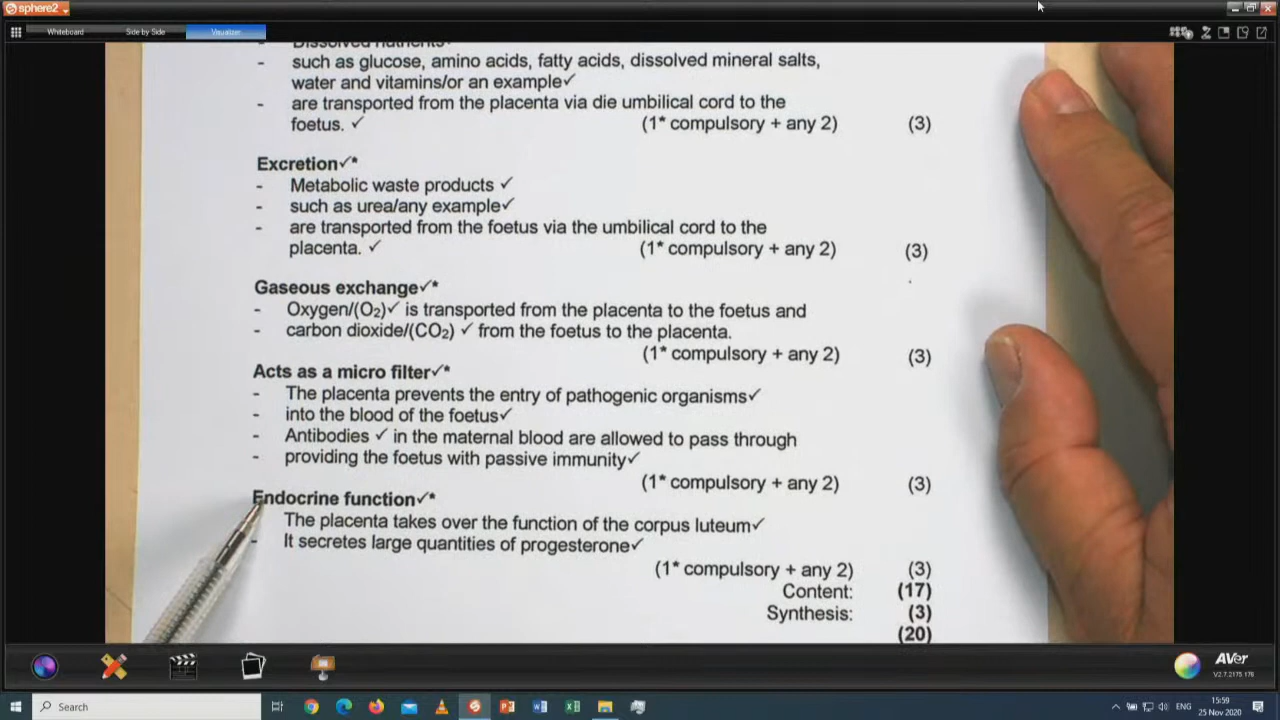 sphere2
Whiteboard Side by Side Visualizer
Dissolved nutrients✓
- such as glucose, amino acids, fatty acids, dissolved mineral salts,
water and vitamins/or an example✓
- are transported from the placenta via die umbilical cord to the
foetus. ✓ (1* compulsory + any 2) (3)
Excretion✓*
- Metabolic waste products ✓
- such as urea/any example✓
- are transported from the foetus via the umbilical cord to the
placenta. ✓ (1* compulsory + any 2) (3)
Gaseous exchange✓*
- Oxygen/(O₂)✓ is transported from the placenta to the foetus and
- carbon dioxide/(CO₂) ✓ from the foetus to the placenta.
(1* compulsory + any 2) (3)
Acts as a micro filter✓*
- The placenta prevents the entry of pathogenic organisms✓
- into the blood of the foetus✓
- Antibodies ✓ in the maternal blood are allowed to pass through
- providing the foetus with passive immunity✓
(1* compulsory + any 2) (3)
Endocrine function✓*
The placenta takes over the function of the corpus luteum✓
- It secretes large quantities of progesterone✓
(1* compulsory + any 2) (3)
Content: (17)
Synthesis: (3)
(20)
AVer
V2.7.2175.178
Search
ENG
15:59
25 Nov 2020